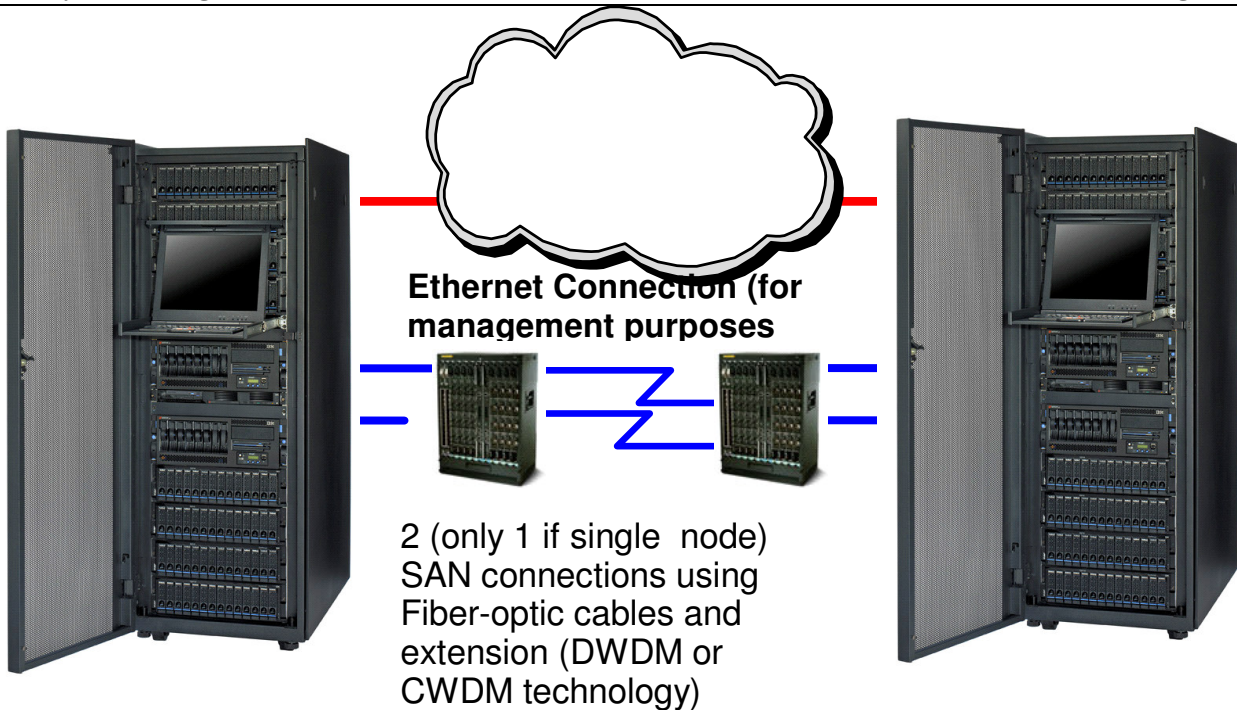 Ethernet Connection (for
management purposes
2 (only 1 if single  node)
SAN connections using
Fiber-optic cables and
extension (DWDM or
CWDM technology)